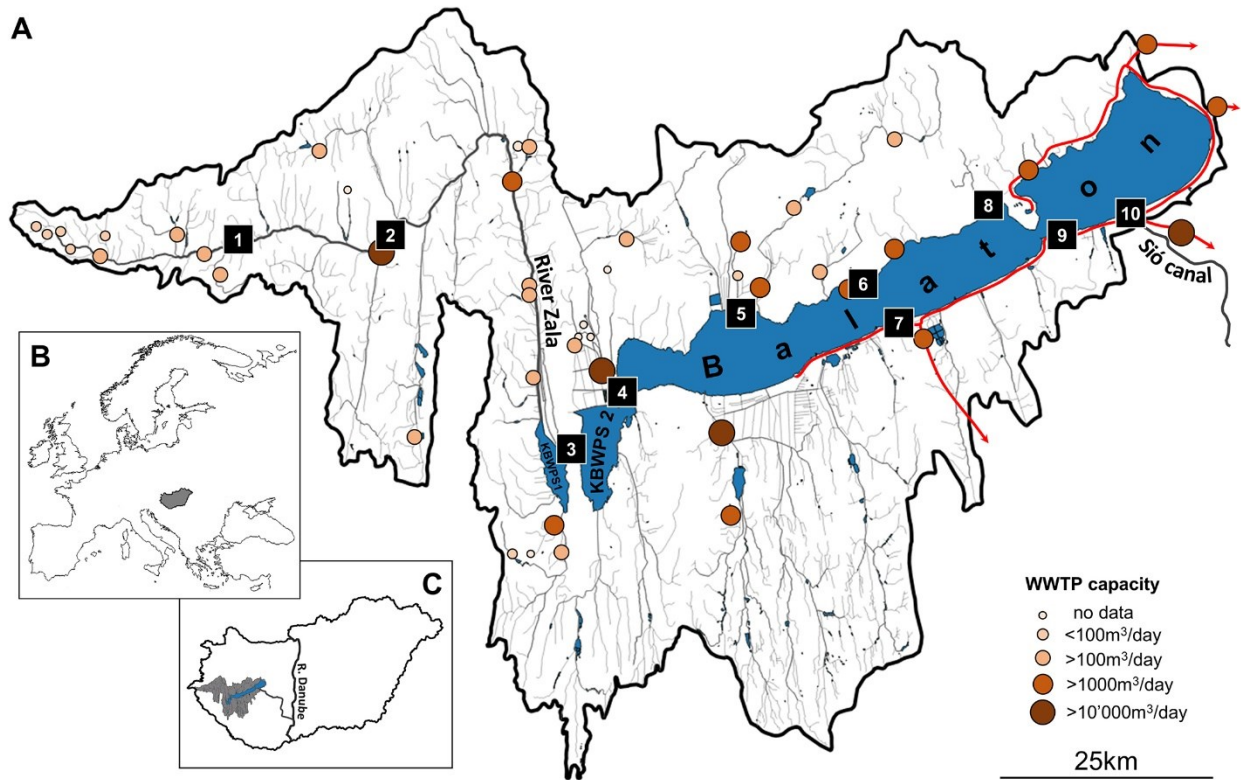 A
1
2
3
4
5
6
7
8
9
10
River Zala
KBWPS1
KBWPS 2
B a l a t o n
Sió canal
B
C
R. Danube
WWTP capacity
no data
<100m³/day
>100m³/day
>1000m³/day
>10'000m³/day
25km